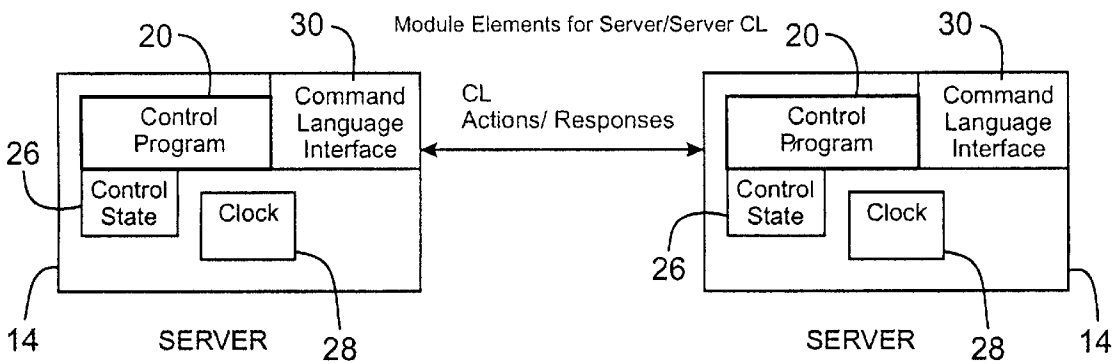 Module Elements for Server/Server CL
20
30
20
30
Control
Program
Command
Language
Interface
CL
Actions/ Responses
Control
Program
Command
Language
Interface
26
Control
State
Clock
Control
State
Clock
26
14
SERVER
28
SERVER
28
14